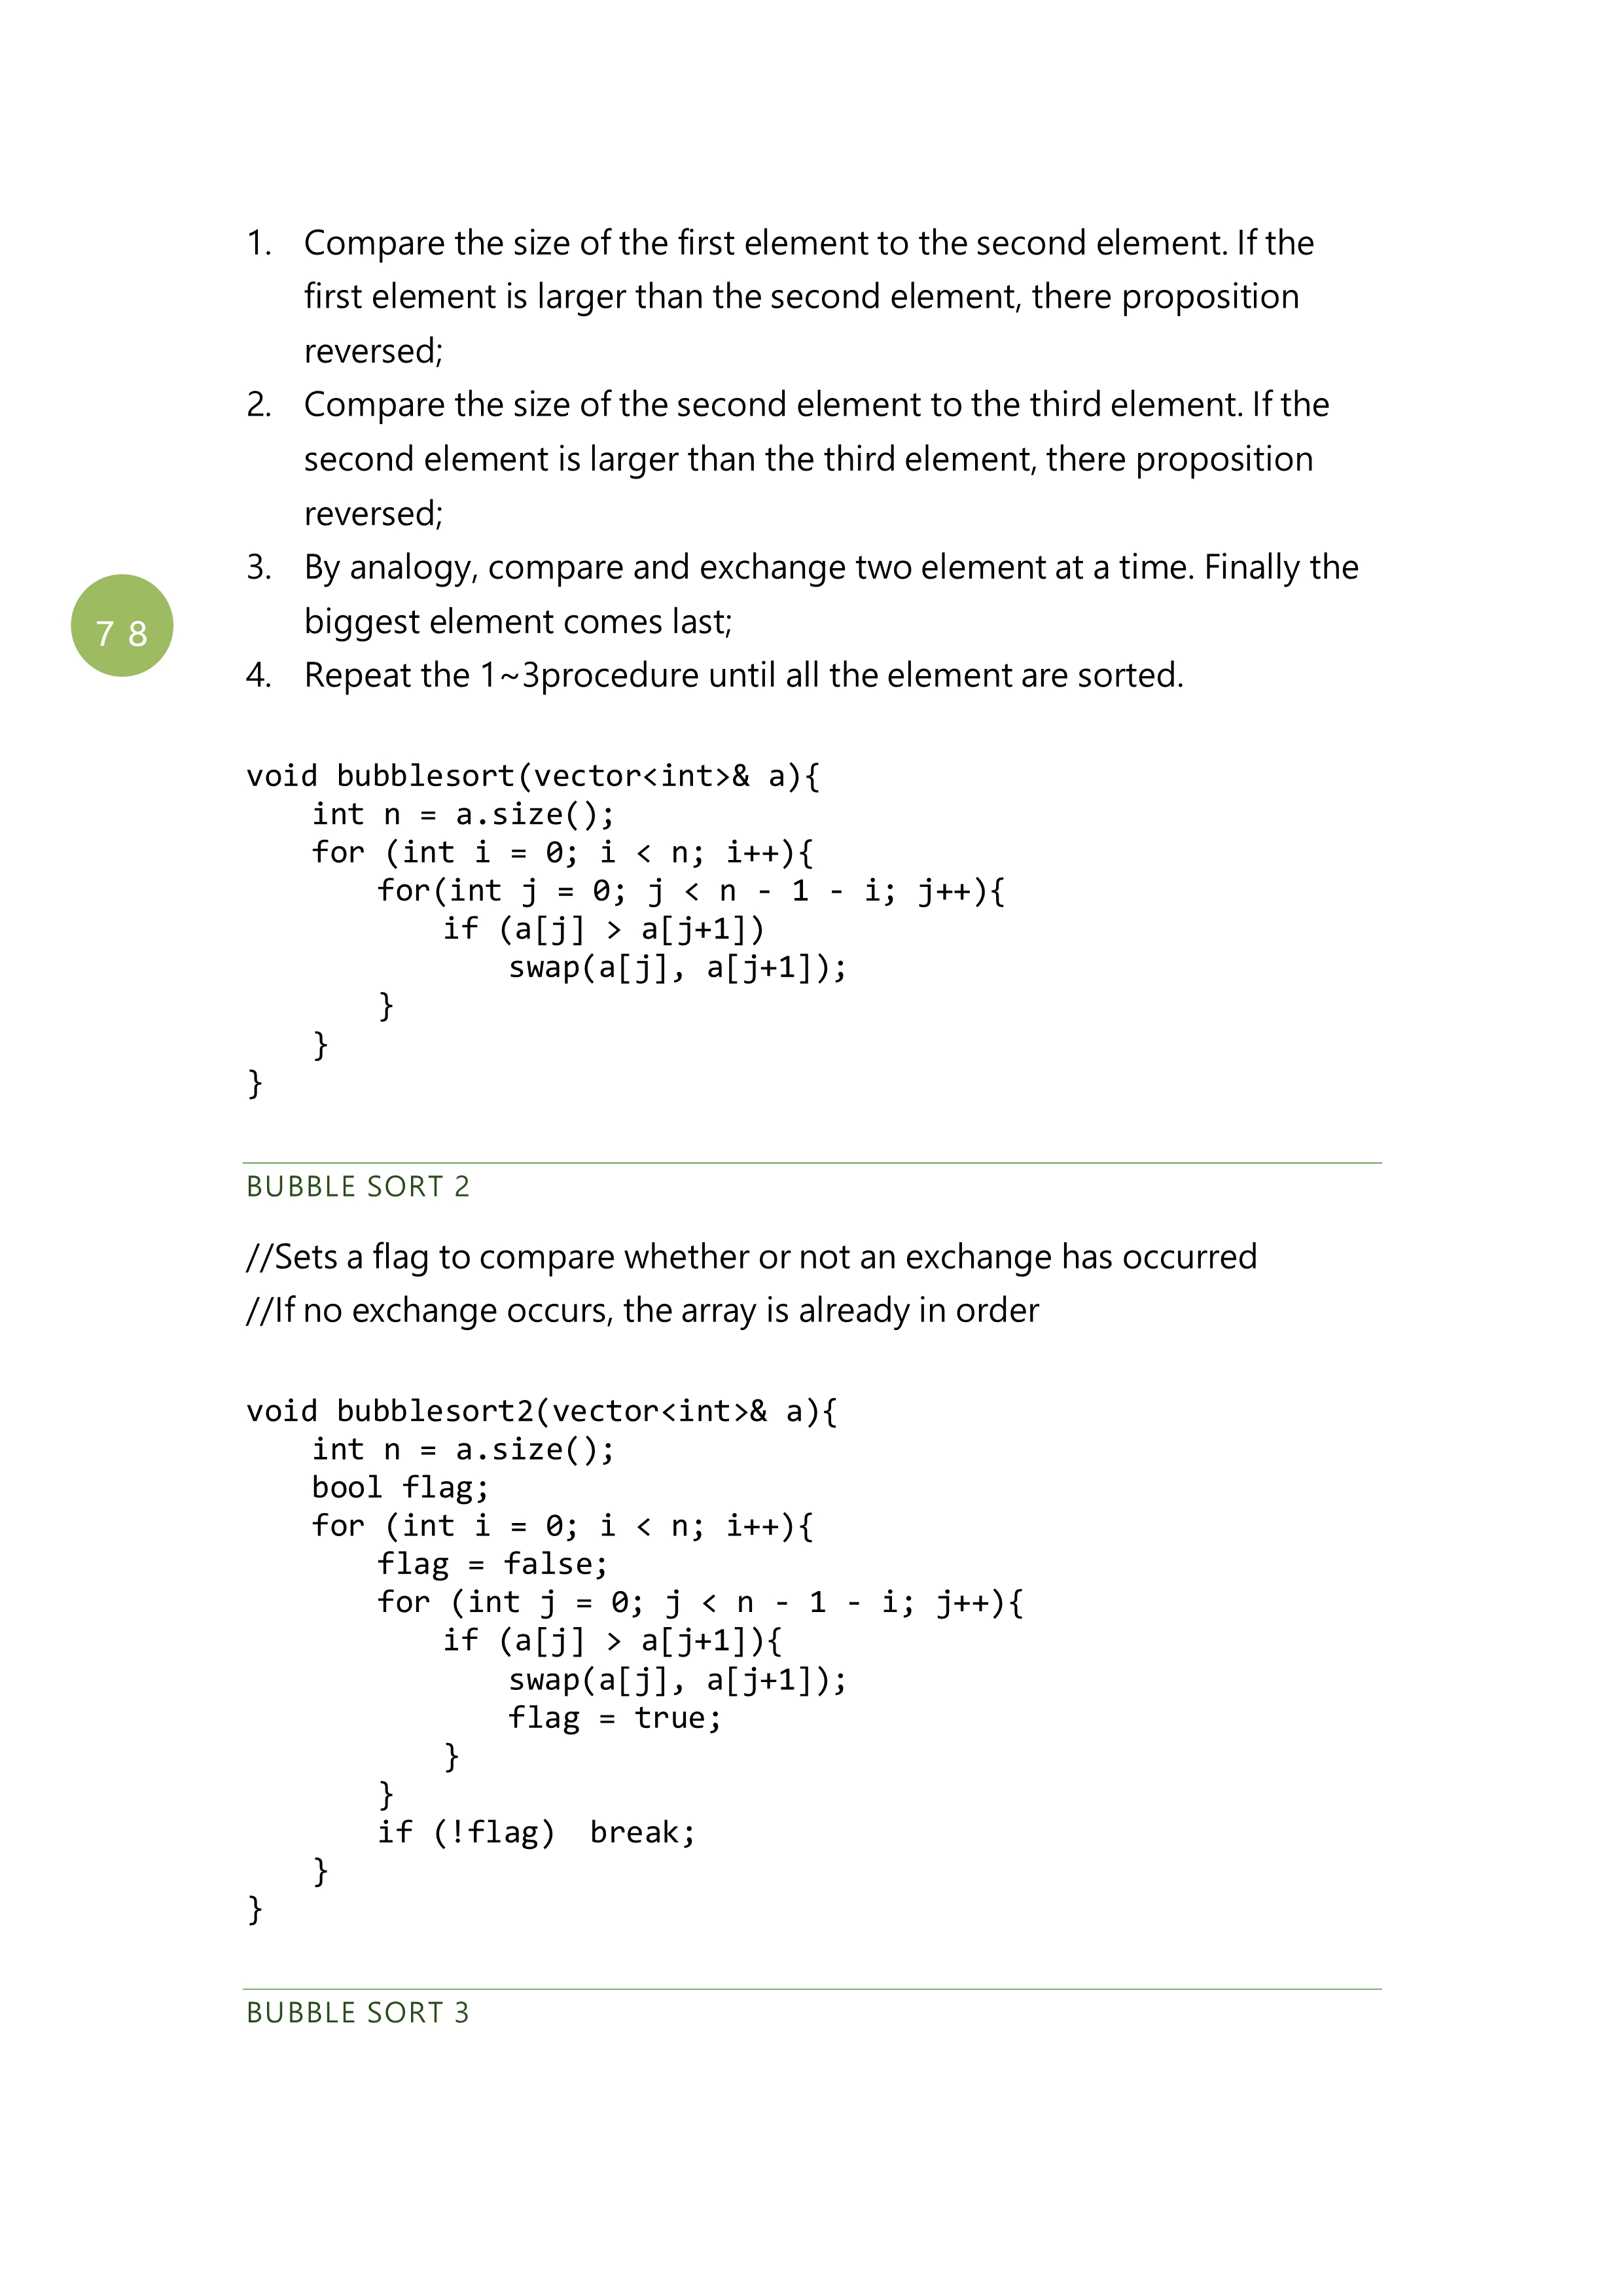 1. Compare the size of the first element to the second element. If the
first element is larger than the second element, there proposition
reversed;
2. Compare the size of the second element to the third element. If the
second element is larger than the third element, there proposition
reversed;
3. By analogy, compare and exchange two element at a time. Finally the
biggest element comes last;
78
4. Repeat the 1~3procedure until all the element are sorted.
void bubblesort(vector<int>& a){
    int n = a.size();
    for (int i = 0; i < n; i++){
        for(int j = 0; j < n - 1 - i; j++){
            if (a[j] > a[j+1])
                swap(a[j], a[j+1]);
        }
    }
}
BUBBLE SORT 2
//Sets a flag to compare whether or not an exchange has occurred
//If no exchange occurs, the array is already in order
void bubblesort2(vector<int>& a){
    int n = a.size();
    bool flag;
    for (int i = 0; i < n; i++){
        flag = false;
        for (int j = 0; j < n - 1 - i; j++){
            if (a[j] > a[j+1]){
                swap(a[j], a[j+1]);
                flag = true;
            }
        }
        if (!flag)  break;
    }
}
BUBBLE SORT 3